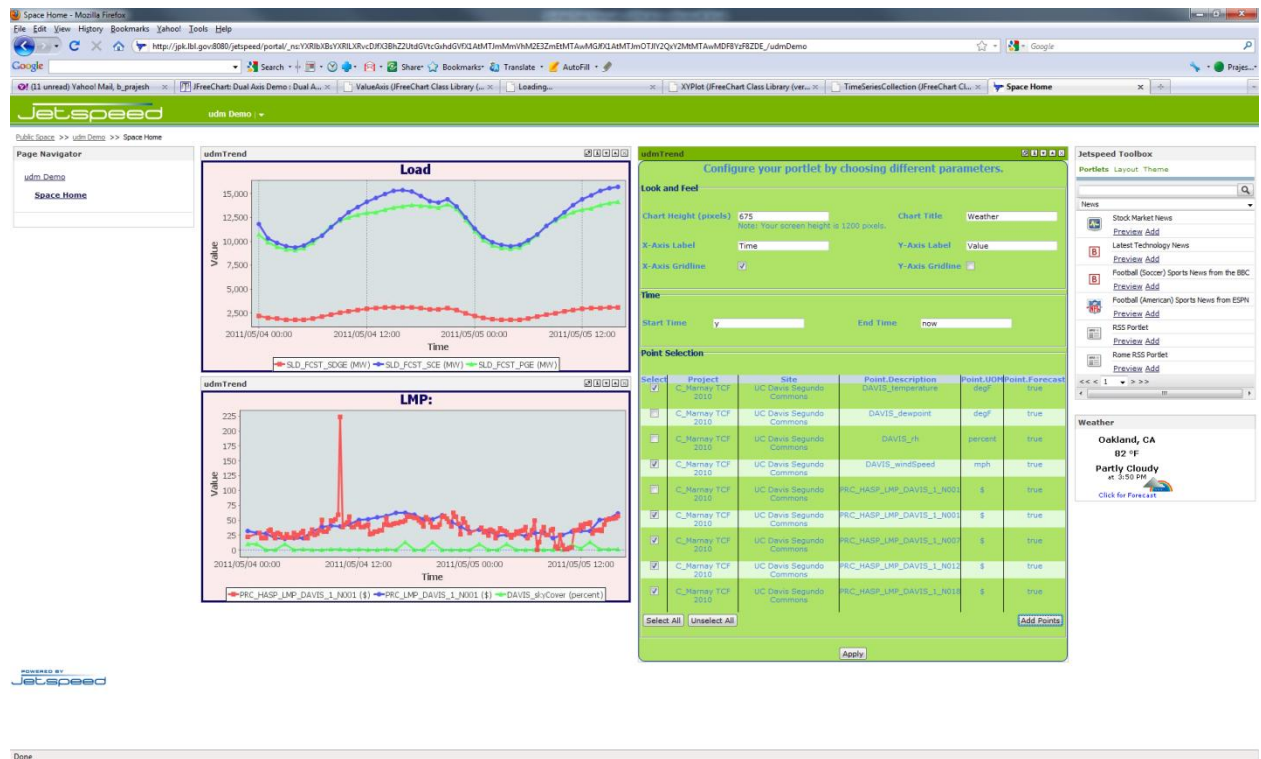 Space Home - Mozilla Firefox
File Edit View History Bookmarks Yahoo! Tools Help
Google
Google Search Share Bookmarks Translate AutoFill Prajes...
(11 unread) Yahoo! Mail, b_prajesh JFreeChart: Dual Axis Demo : Dual A... ValueAxis (JFreeChart Class Library (... Loading... XYPlot (JFreeChart Class Library (ver... TimeSeriesCollection (JFreeChart Cl... Space Home
Jetspeed udm Demo
Public Space >> udm Demo >> Space Home
Page Navigator
udm Demo
Space Home
udmTrend
Load
15,000
12,500
10,000
7,500
5,000
2,500
Value
2011/05/04 00:00 2011/05/04 12:00 2011/05/05 00:00 2011/05/05 12:00
Time
SLD_FCST_SDGE (MW) SLD_FCST_SCE (MW) SLD_FCST_PGE (MW)
udmTrend
LMP:
225
200
175
150
125
100
75
50
25
0
Value
2011/05/04 00:00 2011/05/04 12:00 2011/05/05 00:00 2011/05/05 12:00
Time
PRC_HASP_LMP_DAVIS_1_N001 ($) PRC_LMP_DAVIS_1_N001 ($) DAVIS_skyCover (percent)
udmTrend
Configure your portlet by choosing different parameters.
Look and Feel
Chart Height (pixels) 675 Chart Title Weather
Note: Your screen height is 1200 pixels.
X-Axis Label Time Y-Axis Label Value
X-Axis Gridline Y-Axis Gridline
Time
Start Time y End Time now
Point Selection
Select Project Site Point.Description Point.UOM Point.Forecast
C_Marnay TCF 2010 UC Davis Segundo Commons DAVIS_temperature degF true
C_Marnay TCF 2010 UC Davis Segundo Commons DAVIS_dewpoint degF true
C_Marnay TCF 2010 UC Davis Segundo Commons DAVIS_rh percent true
C_Marnay TCF 2010 UC Davis Segundo Commons DAVIS_windSpeed mph true
C_Marnay TCF 2010 UC Davis Segundo Commons PRC_HASP_LMP_DAVIS_1_N001 $ true
C_Marnay TCF 2010 UC Davis Segundo Commons PRC_HASP_LMP_DAVIS_1_N001 $ true
C_Marnay TCF 2010 UC Davis Segundo Commons PRC_HASP_LMP_DAVIS_1_N007 $ true
C_Marnay TCF 2010 UC Davis Segundo Commons PRC_HASP_LMP_DAVIS_1_N012 $ true
C_Marnay TCF 2010 UC Davis Segundo Commons PRC_HASP_LMP_DAVIS_1_N018 $ true
Select All Unselect All Add Points
Apply
Jetspeed Toolbox
Portlets Layout Theme
News
Stock Market News
Preview Add
Latest Technology News
Preview Add
Football (Soccer) Sports News from the BBC
Preview Add
Football (American) Sports News from ESPN
Preview Add
RSS Portlet
Preview Add
Rome RSS Portlet
Preview Add
<< < 1 > >>
Weather
Oakland, CA
82 °F
Partly Cloudy
at 3:50 PM
Click for Forecast
POWERED BY
Jetspeed
Done